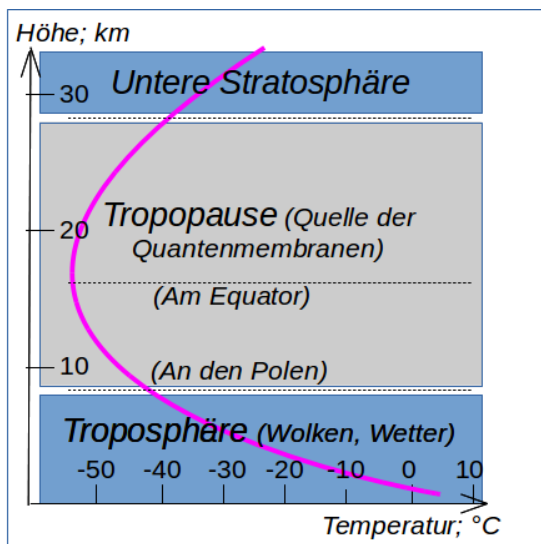 Höhe; km
Untere Stratosphäre
30
Tropopause (Quelle der
20
Quantenmembranen)
(Am Equator)
(An den Polen)
10
Troposphäre (Wolken, Wetter)
-50 -40 -30 -20 -10 0 10
Temperatur; °C